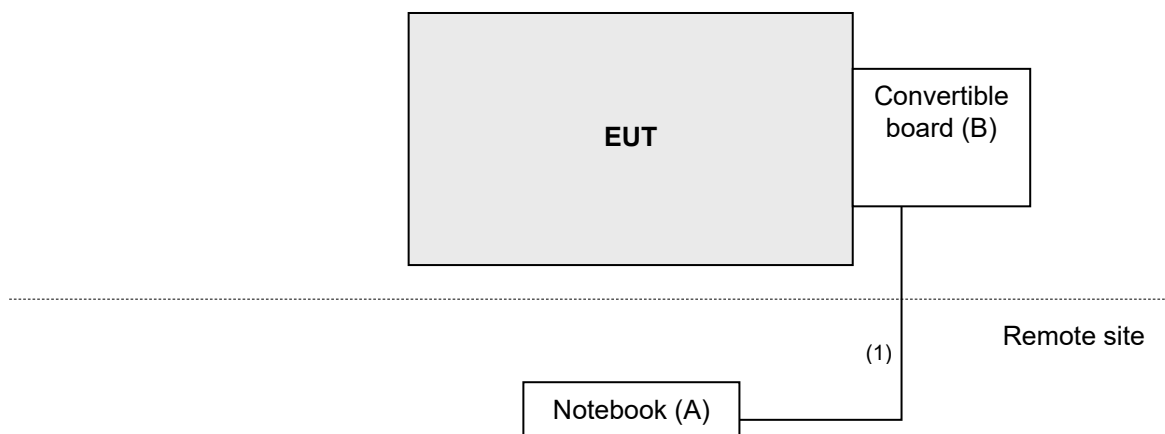 Convertible
board (B)
EUT
Remote site
(1)
Notebook (A)